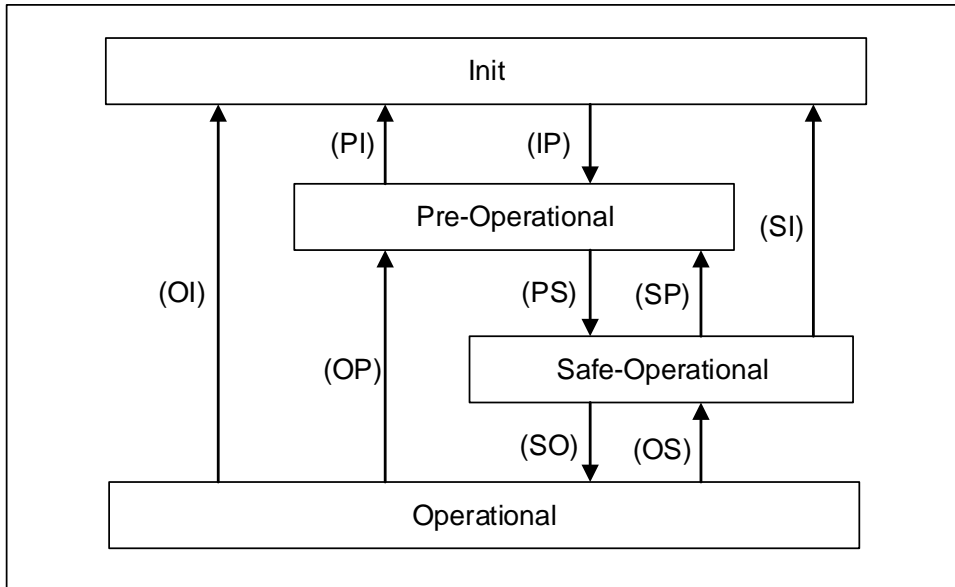 Init
(PI)
(IP)
Pre-Operational
(SI)
(OI)
(PS)
(SP)
(OP)
Safe-Operational
(SO)
(OS)
Operational